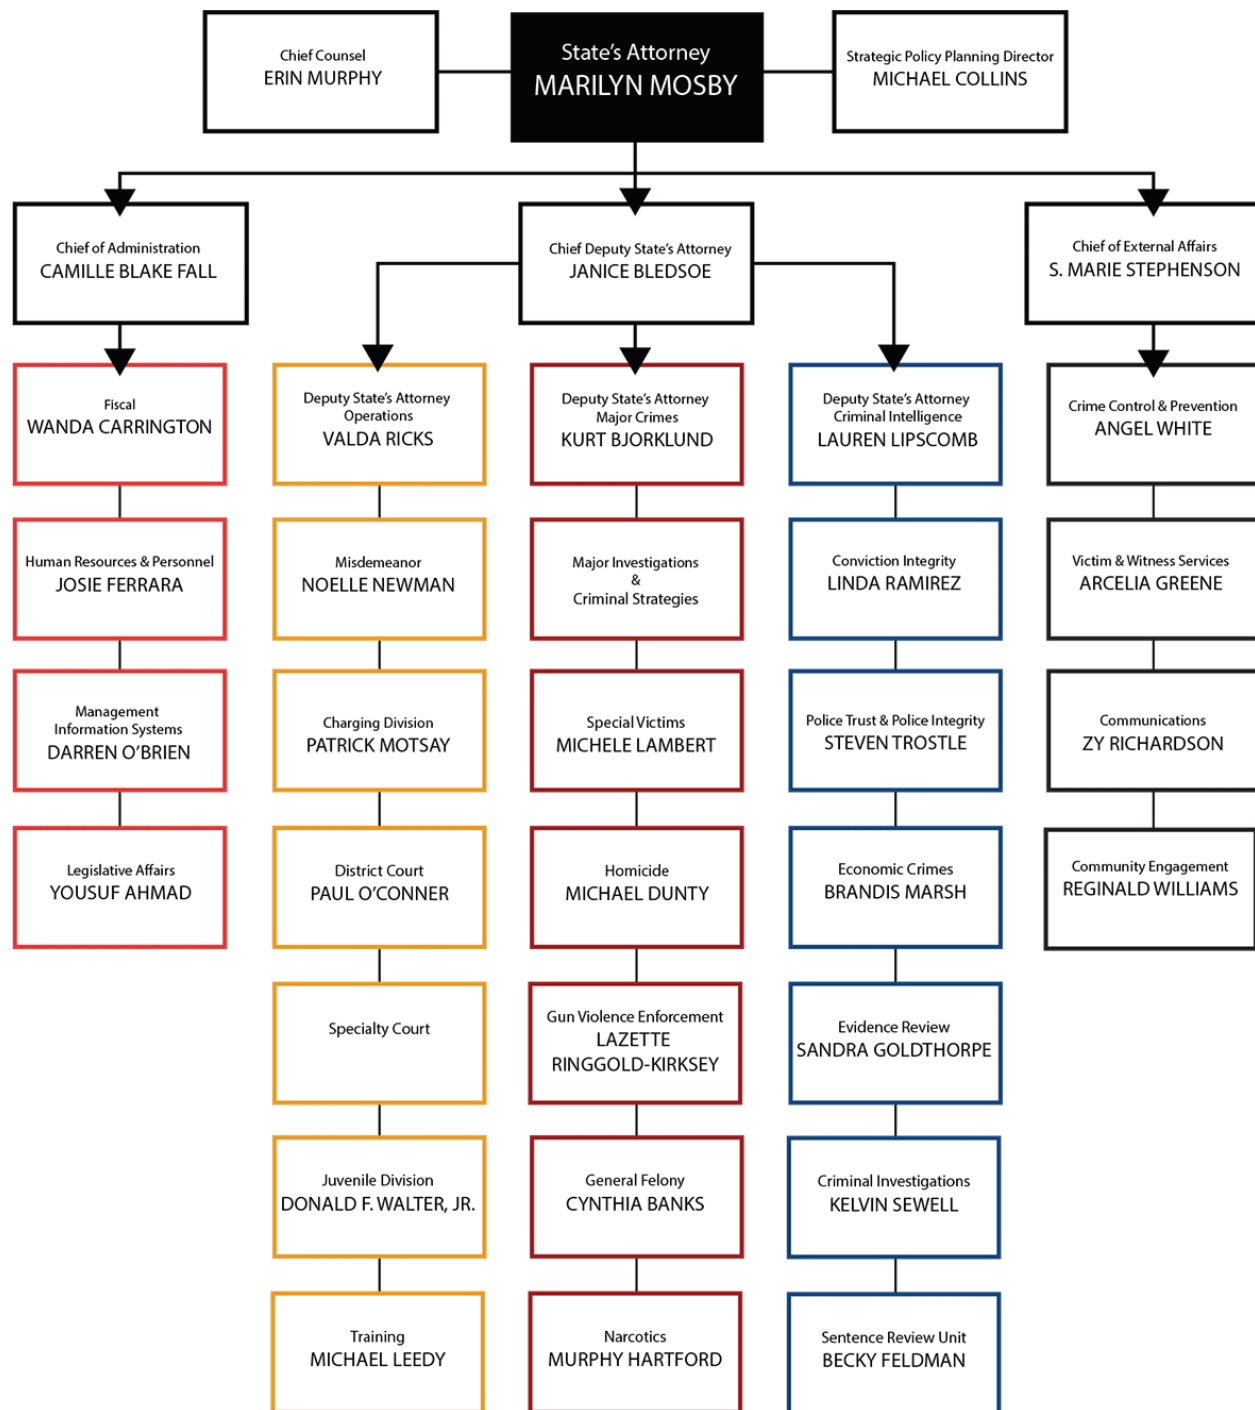 Chief Counsel
ERIN MURPHY
State's Attorney
MARILYN MOSBY
Strategic Policy Planning Director
MICHAEL COLLINS
Chief of Administration
CAMILLE BLAKE FALL
Chief Deputy State's Attorney
JANICE BLEDSOE
Chief of External Affairs
S. MARIE STEPHENSON
Fiscal
WANDA CARRINGTON
Human Resources & Personnel
JOSIE FERRARA
Management
Information Systems
DARREN O'BRIEN
Legislative Affairs
YOUSUF AHMAD
Deputy State's Attorney
Operations
VALDA RICKS
Misdemeanor
NOELLE NEWMAN
Charging Division
PATRICK MOTSAY
District Court
PAUL O'CONNER
Specialty Court
Juvenile Division
DONALD F. WALTER, JR.
Training
MICHAEL LEEDY
Deputy State's Attorney
Major Crimes
KURT BJORKLUND
Major Investigations
&
Criminal Strategies
Special Victims
MICHELE LAMBERT
Homicide
MICHAEL DUNTY
Gun Violence Enforcement
LAZETTE
RINGGOLD-KIRKSEY
General Felony
CYNTHIA BANKS
Narcotics
MURPHY HARTFORD
Deputy State's Attorney
Criminal Intelligence
LAUREN LIPSCOMB
Conviction Integrity
LINDA RAMIREZ
Police Trust & Police Integrity
STEVEN TROSTLE
Economic Crimes
BRANDIS MARSH
Evidence Review
SANDRA GOLDTHORPE
Criminal Investigations
KELVIN SEWELL
Sentence Review Unit
BECKY FELDMAN
Crime Control & Prevention
ANGEL WHITE
Victim & Witness Services
ARCELIA GREENE
Communications
ZY RICHARDSON
Community Engagement
REGINALD WILLIAMS